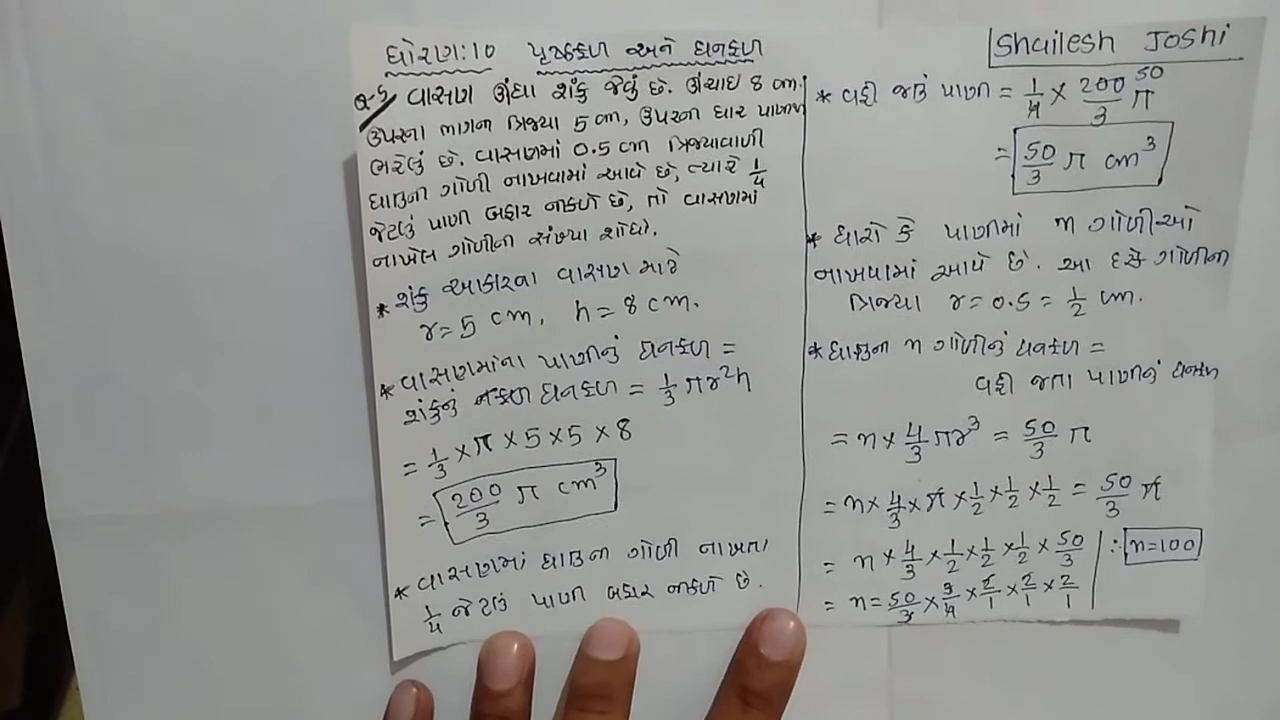 ધોરણ:10 પૃષ્ઠફળ અને ઘનફળ
Q-5 વાસણ ઊંધા શંકુ જેવું છે. ઊંચાઇ 8 cm.
ઉપરના ભાગની ત્રિજ્યા 5 cm, ઉપરની ધાર પાણીથી
ભરેલું છે. વાસણમાં 0.5 cm ત્રિજ્યાવાળી
ધાતુની ગોળી નાખવામાં આવે છે, ત્યારે 1/4
જેટલું પાણી બહાર નીકળે છે, તો વાસણમાં
નાખેલ ગોળીની સંખ્યા શોધો.
* શંકુ આકારના વાસણ માટે
r = 5 cm, h = 8 cm.
* વાસણમાંના પાણીનું ઘનફળ =
શંકુનું ઘનફળ = 1/3 πr²h
= 1/3 × π × 5 × 5 × 8
= 200/3 π cm³
* વાસણમાં ધાતુની ગોળી નાખતા
1/4 જેટલું પાણી બહાર નીકળે છે.
Shailesh Joshi
* વહી જતું પાણી = 1/4 × 200/3 50 π
= 50/3 π cm³
* ધારો કે પાણીમાં n ગોળીઓ
નાખવામાં આવે છે. આ દરેક ગોળીની
ત્રિજ્યા r = 0.5 = 1/2 cm.
* ધાતુની n ગોળીનું ઘનફળ =
વહી જતા પાણીનું ઘનફળ
= n × 4/3 πr³ = 50/3 π
= n × 4/3 × π × 1/2 × 1/2 × 1/2 = 50/3 π
= n × 4/3 × 1/2 × 1/2 × 1/2 × 50/3
= n = 50/3 × 3/4 × 2/1 × 2/1 × 2/1
∴ n = 100